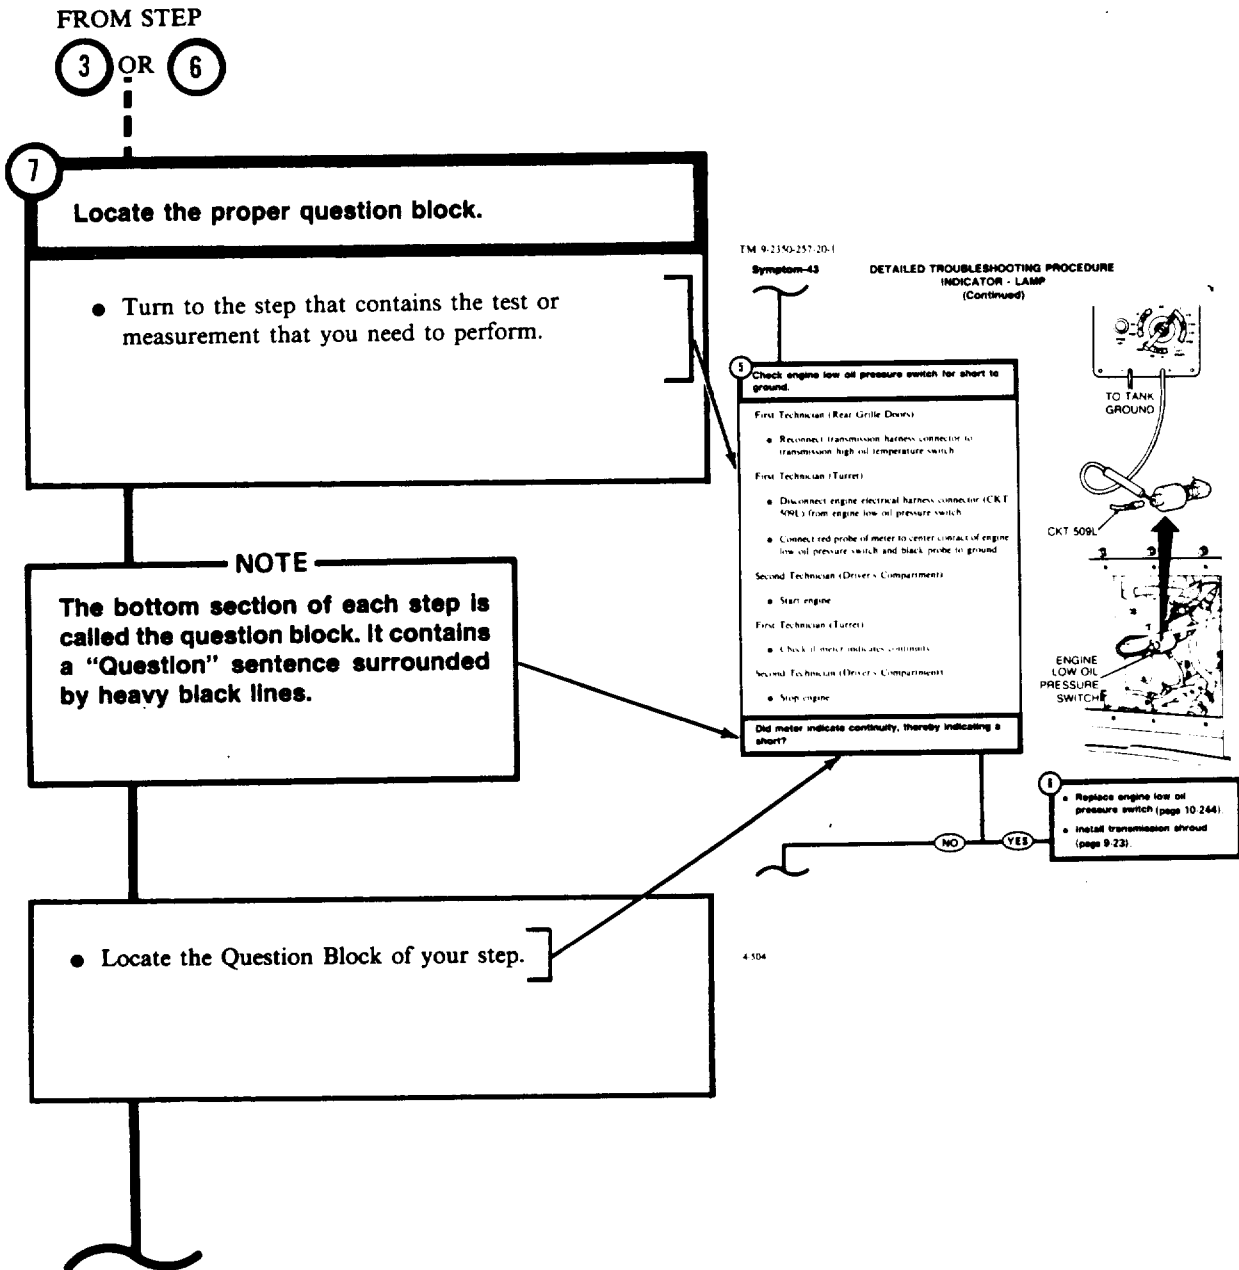 FROM STEP
3 OR 6
7
Locate the proper question block.
● Turn to the step that contains the test or
measurement that you need to perform.
NOTE
The bottom section of each step is
called the question block. It contains
a “Question” sentence surrounded
by heavy black lines.
● Locate the Question Block of your step.
TM 9-2350-257-20-1
Symptom-43
DETAILED TROUBLESHOOTING PROCEDURE
INDICATOR - LAMP
(Continued)
5
Check engine low oil pressure switch for short to
ground.
First Technician (Rear Grille Doors)
● Reconnect transmission harness connector to
transmission high oil temperature switch
First Technician (Turret)
● Disconnect engine electrical harness connector (CKT
509L) from engine low oil pressure switch
● Connect red probe of meter to center contact of engine
low oil pressure switch and black probe to ground
Second Technician (Driver's Compartment)
● Start engine
First Technician (Turret)
● Check if meter indicates continuity
Second Technician (Driver's Compartment)
● Stop engine
Did meter indicate continuity, thereby indicating a
short?
NO
YES
● Replace engine low oil
pressure switch (page 10-244).
● Install transmission shroud
(page 9-23).
TO TANK
GROUND
CKT 509L
ENGINE
LOW OIL
PRESSURE
SWITCH
4-504